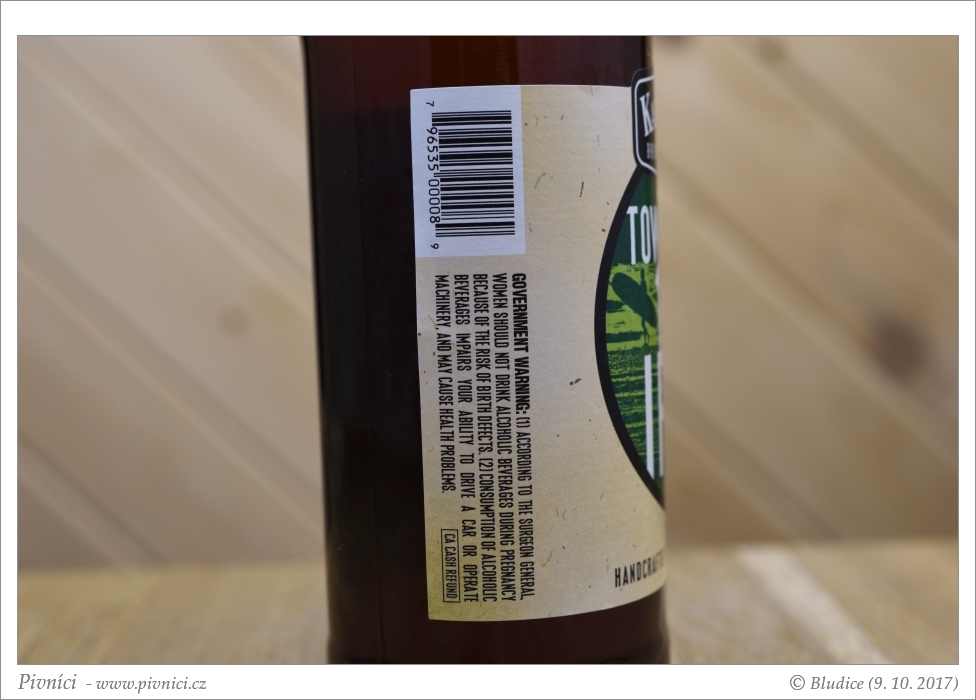 7 96535 00008 9
GOVERNMENT WARNING: (1) ACCORDING TO THE SURGEON GENERAL,
WOMEN SHOULD NOT DRINK ALCOHOLIC BEVERAGES DURING PREGNANCY
BECAUSE OF THE RISK OF BIRTH DEFECTS. (2) CONSUMPTION OF ALCOHOLIC
BEVERAGES IMPAIRS YOUR ABILITY TO DRIVE A CAR OR OPERATE
MACHINERY, AND MAY CAUSE HEALTH PROBLEMS.
CA CASH REFUND
Pivníci - www.pivnici.cz
© Bludice (9. 10. 2017)